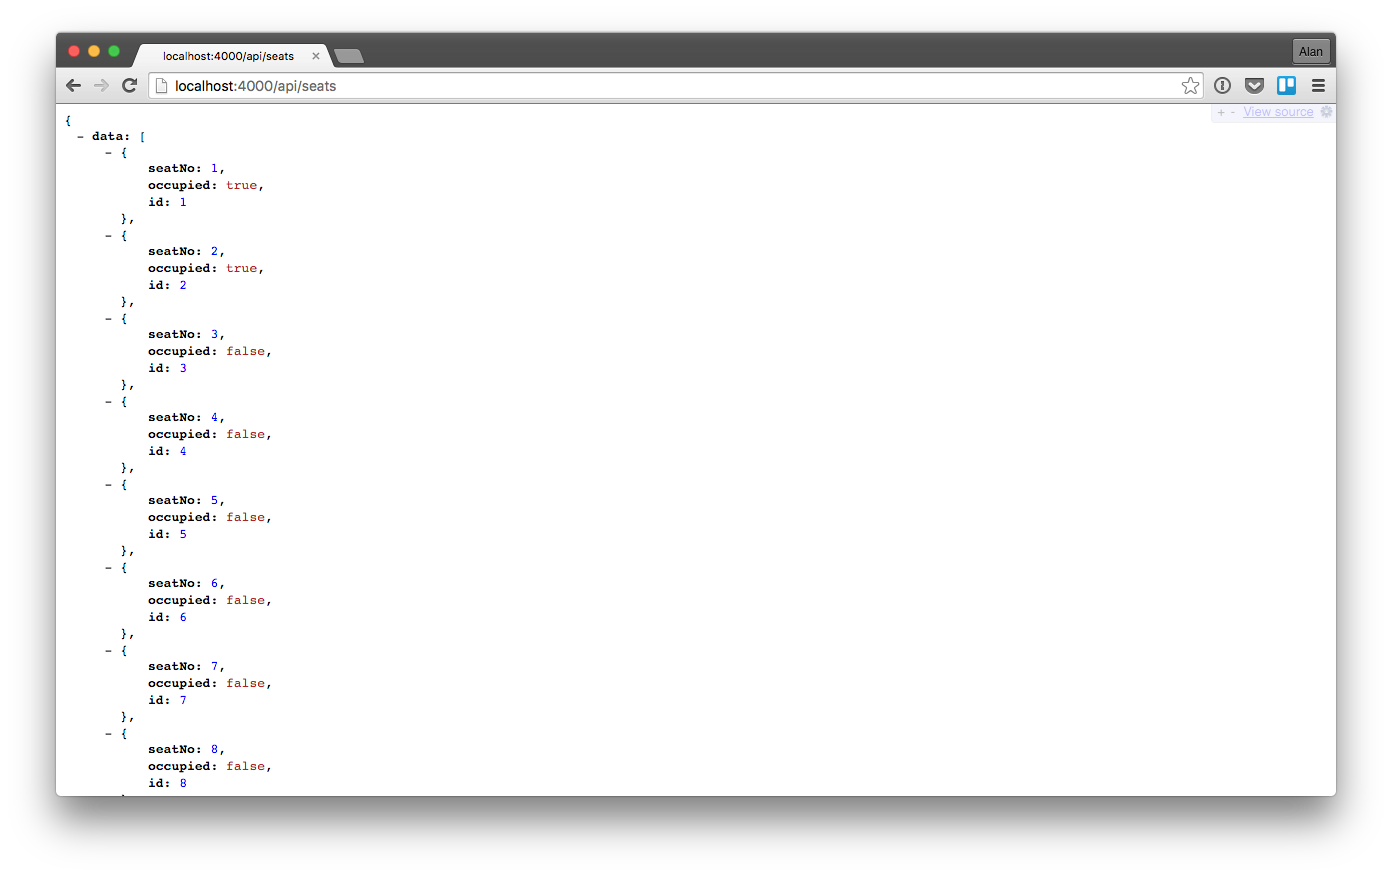 localhost:4000/api/seats
Alan
localhost:4000/api/seats
+ - View source
{
- data: [
- {
seatNo: 1,
occupied: true,
id: 1
},
- {
seatNo: 2,
occupied: true,
id: 2
},
- {
seatNo: 3,
occupied: false,
id: 3
},
- {
seatNo: 4,
occupied: false,
id: 4
},
- {
seatNo: 5,
occupied: false,
id: 5
},
- {
seatNo: 6,
occupied: false,
id: 6
},
- {
seatNo: 7,
occupied: false,
id: 7
},
- {
seatNo: 8,
occupied: false,
id: 8